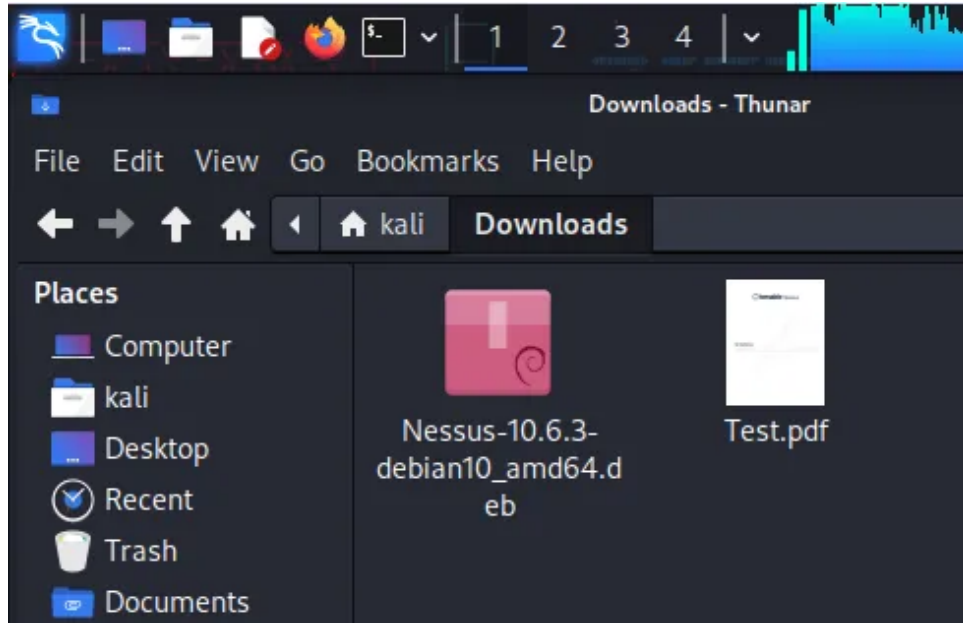 1 2 3 4
Downloads - Thunar
File Edit View Go Bookmarks Help
kali Downloads
Places
Computer
kali
Desktop
Recent
Trash
Documents
Nessus-10.6.3-
debian10_amd64.d
eb
Test.pdf